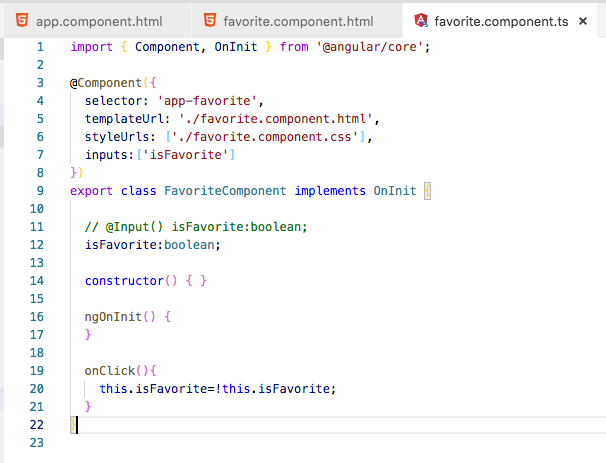 app.component.html favorite.component.html favorite.component.ts ×
1 import { Component, OnInit } from '@angular/core';
2
3 @Component({
4 selector: 'app-favorite',
5 templateUrl: './favorite.component.html',
6 styleUrls: ['./favorite.component.css'],
7 inputs:['isFavorite']
8 })
9 export class FavoriteComponent implements OnInit {
10
11 // @Input() isFavorite:boolean;
12 isFavorite:boolean;
13
14 constructor() { }
15
16 ngOnInit() {
17 }
18
19 onClick(){
20 this.isFavorite=!this.isFavorite;
21 }
22 }
23